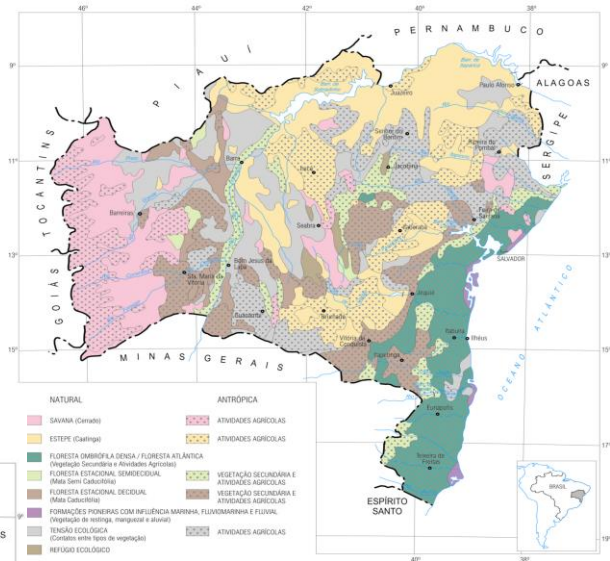 46° 44° 42° 40° 38°
PERNAMBUCO
PIAUÍ
9° 9°
ALAGOAS
Paulo Afonso
Juazeiro
Senhor do Bonfim
Ribeira do Pombal
SERGIPE
TOCANTINS
11° 11°
Barra
Irecê
Jacobina
Barreiras
Feira de Santana
Seabra
Itaberaba
GOIÁS
13° 13°
SALVADOR
Bom Jesus da Lapa
Sta. Maria da Vitória
Jequié
Guanambi
Brumado
OCEANO ATLÂNTICO
15° 15°
MINAS GERAIS
Vitória da Conquista
Itabuna
Ilhéus
Itapetinga
Eunápolis
17°
Teixeira de Freitas
ESPÍRITO SANTO
BRASIL
19°
40° 38°
NATURAL ANTRÓPICA
SAVANA (Cerrado) ATIVIDADES AGRÍCOLAS
ESTEPE (Caatinga) ATIVIDADES AGRÍCOLAS
FLORESTA OMBRÓFILA DENSA / FLORESTA ATLÂNTICA
(Vegetação Secundária e Atividades Agrícolas)
FLORESTA ESTACIONAL SEMIDECIDUAL
(Mata Semi Caducifólia)
VEGETAÇÃO SECUNDÁRIA E
ATIVIDADES AGRÍCOLAS
FLORESTA ESTACIONAL DECIDUAL
(Mata Caducifólia)
VEGETAÇÃO SECUNDÁRIA E
ATIVIDADES AGRÍCOLAS
FORMAÇÕES PIONEIRAS COM INFLUÊNCIA MARINHA, FLUVIOMARINHA E FLUVIAL
(Vegetação de restinga, manguezal e aluvial)
TENSÃO ECOLÓGICA
(Contatos entre tipos de vegetação)
ATIVIDADES AGRÍCOLAS
REFÚGIO ECOLÓGICO
9°